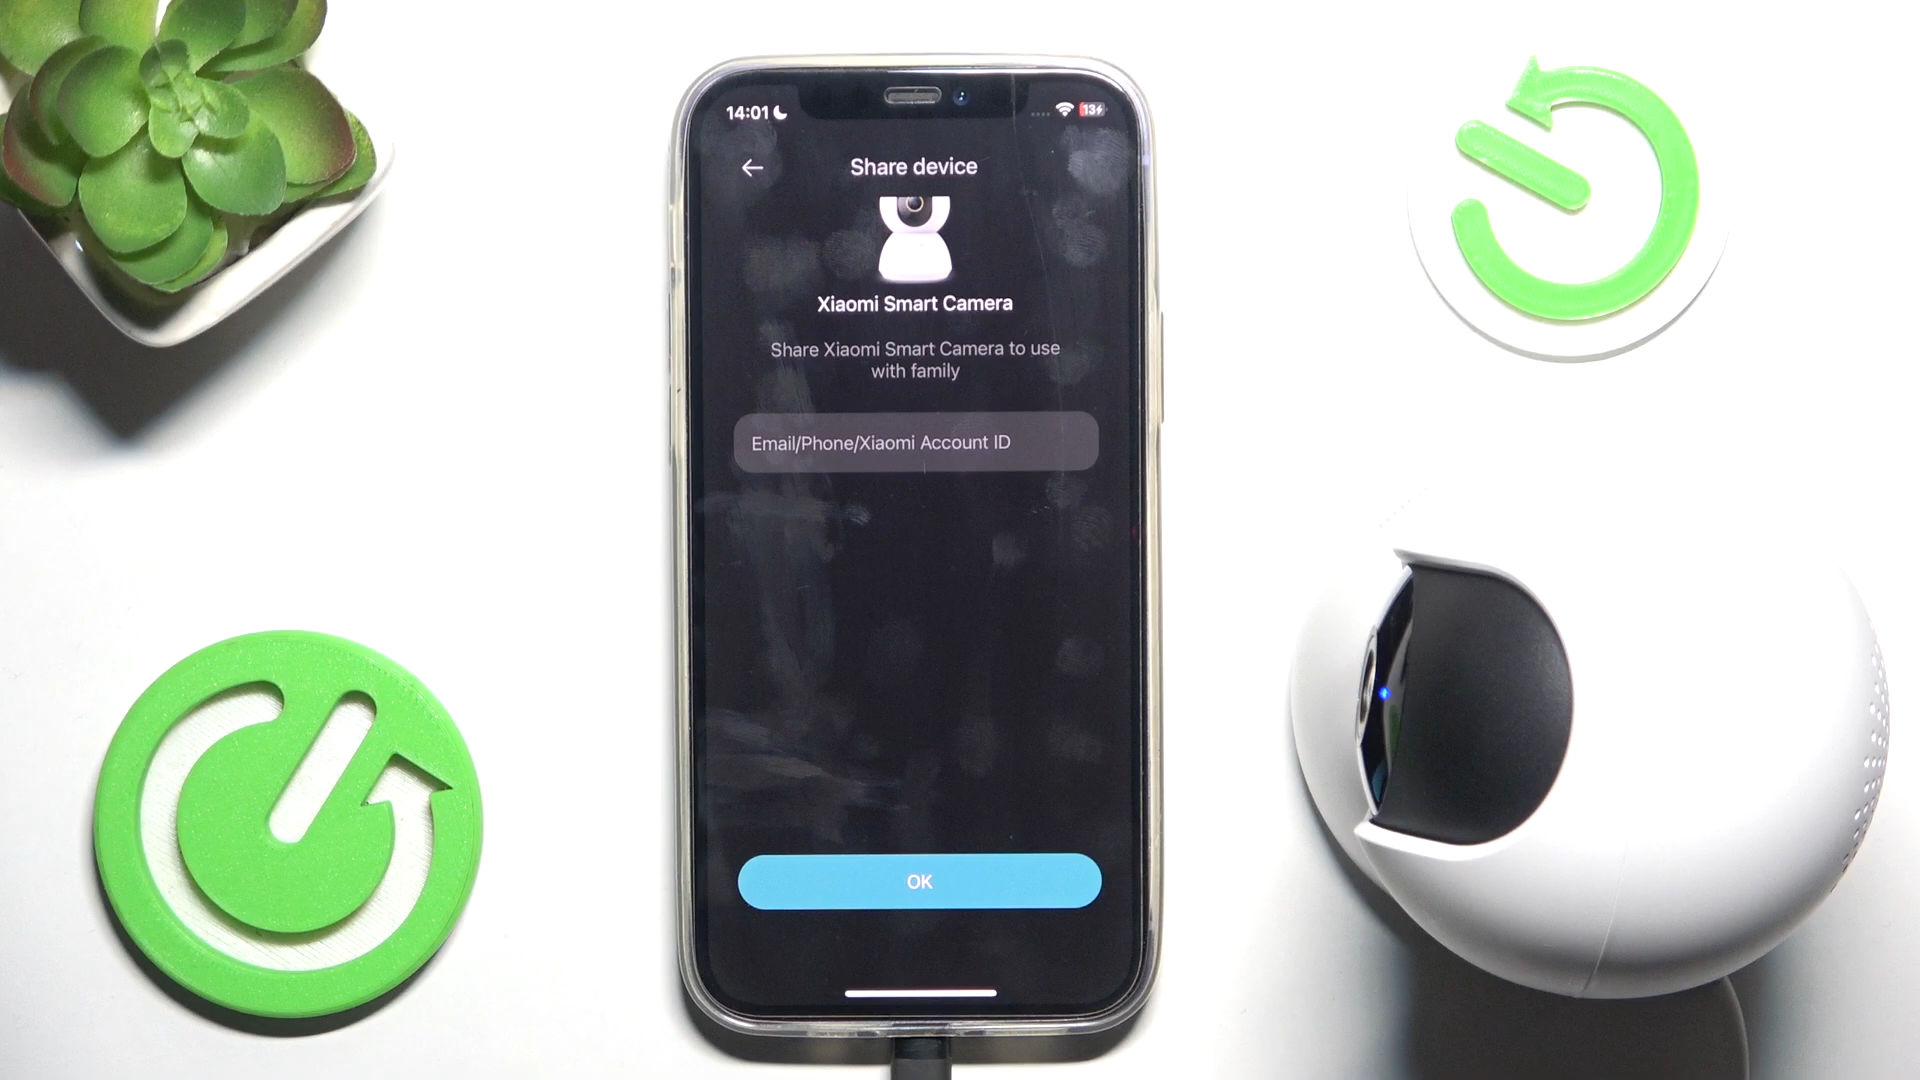 14:01
13
Share device
Xiaomi Smart Camera
Share Xiaomi Smart Camera to use
with family
Email/Phone/Xiaomi Account ID
OK